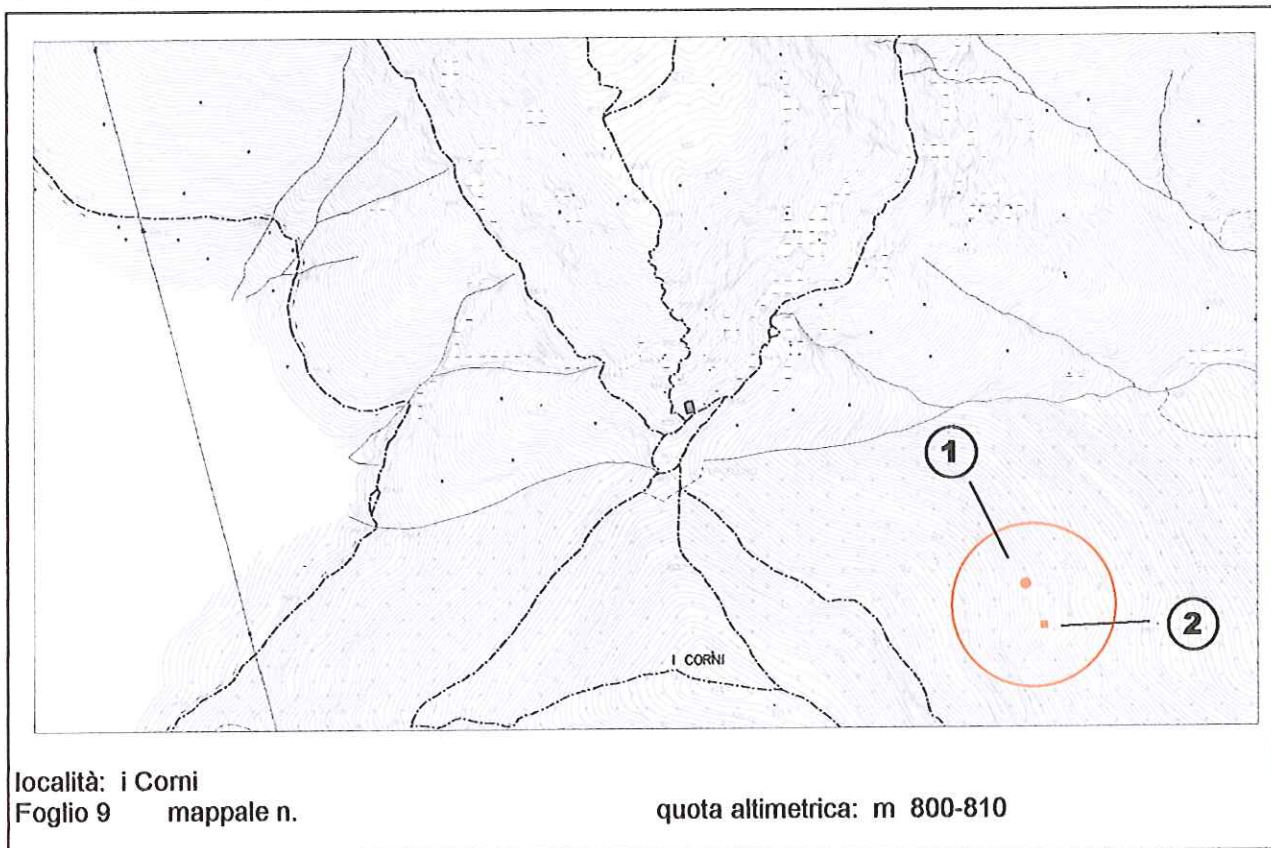 1
2
I CORNI
località: i Corni
Foglio 9 mappale n. quota altimetrica: m 800-810